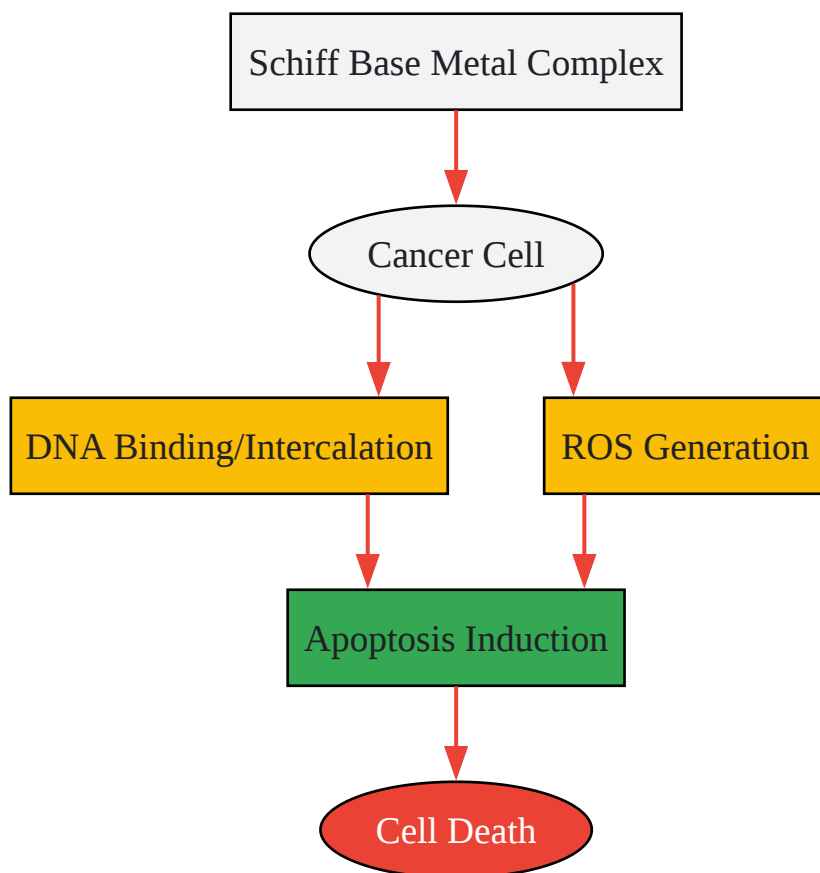 Schiff Base Metal Complex
Cancer Cell
DNA Binding/Intercalation
ROS Generation
Apoptosis Induction
Cell Death